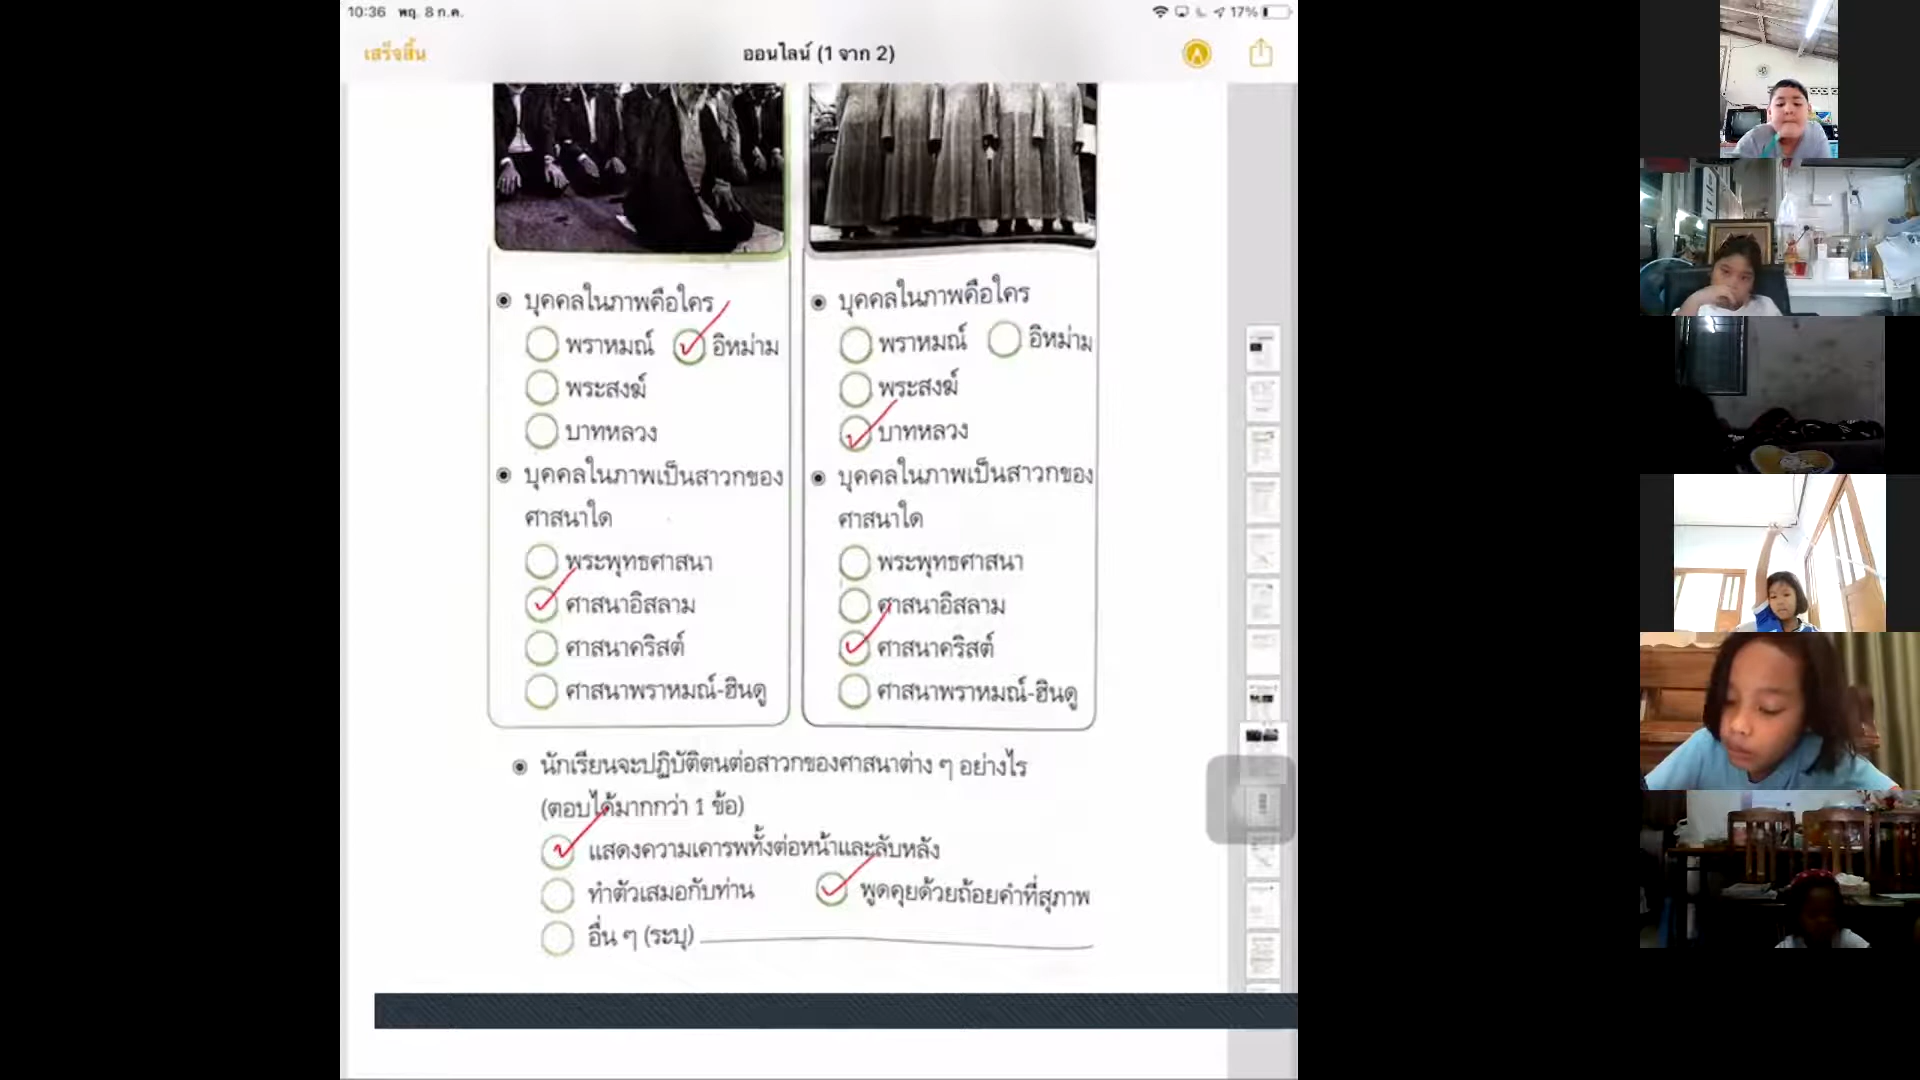 10:36 พฤ. 8 ก.ค.
17%
เสร็จสิ้น
ออนไลน์ (1 จาก 2)
บุคคลในภาพคือใคร
พราหมณ์ อิหม่าม
พระสงฆ์
บาทหลวง
บุคคลในภาพเป็นสาวกของ
ศาสนาใด
พระพุทธศาสนา
ศาสนาอิสลาม
ศาสนาคริสต์
ศาสนาพราหมณ์-ฮินดู
บุคคลในภาพคือใคร
พราหมณ์ อิหม่าม
พระสงฆ์
บาทหลวง
บุคคลในภาพเป็นสาวกของ
ศาสนาใด
พระพุทธศาสนา
ศาสนาอิสลาม
ศาสนาคริสต์
ศาสนาพราหมณ์-ฮินดู
นักเรียนจะปฏิบัติตนต่อสาวกของศาสนาต่าง ๆ อย่างไร
(ตอบได้มากกว่า 1 ข้อ)
แสดงความเคารพทั้งต่อหน้าและลับหลัง
ทำตัวเสมอกับท่าน พูดคุยด้วยถ้อยคำที่สุภาพ
อื่น ๆ (ระบุ)